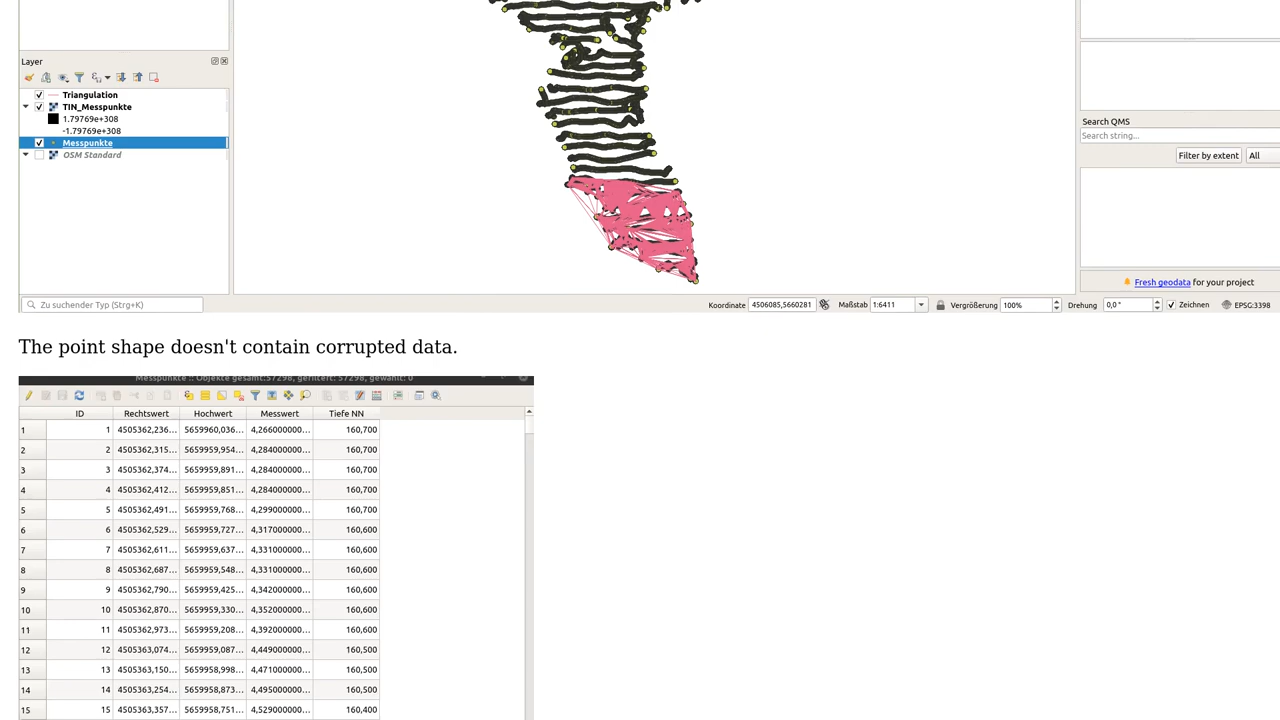 Layer
Triangulation
TIN_Messpunkte
1.79769e+308
-1.79769e+308
Messpunkte
OSM Standard
Search QMS
Search string...
Filter by extent
All
Fresh geodata for your project
Zu suchender Typ (Strg+K)
Koordinate 4506085,5660281 Maßstab 1:6411 Vergrößerung 100% Drehung 0,0 ° Zeichnen EPSG:3398
The point shape doesn't contain corrupted data.
Messpunkte :: Objekte gesamt:57298, gefiltert: 57298, gewählt: 0
ID Rechtswert Hochwert Messwert Tiefe NN
1 1 4505362,236... 5659960,036... 4,266000000... 160,700
2 2 4505362,315... 5659959,954... 4,284000000... 160,700
3 3 4505362,374... 5659959,891... 4,284000000... 160,700
4 4 4505362,412... 5659959,851... 4,284000000... 160,700
5 5 4505362,491... 5659959,768... 4,299000000... 160,700
6 6 4505362,529... 5659959,727... 4,317000000... 160,600
7 7 4505362,611... 5659959,637... 4,331000000... 160,600
8 8 4505362,687... 5659959,548... 4,331000000... 160,600
9 9 4505362,790... 5659959,425... 4,342000000... 160,600
10 10 4505362,870... 5659959,330... 4,352000000... 160,600
11 11 4505362,973... 5659959,208... 4,392000000... 160,600
12 12 4505363,074... 5659959,087... 4,449000000... 160,500
13 13 4505363,150... 5659958,998... 4,471000000... 160,500
14 14 4505363,254... 5659958,873... 4,495000000... 160,500
15 15 4505363,357... 5659958,751... 4,529000000... 160,400